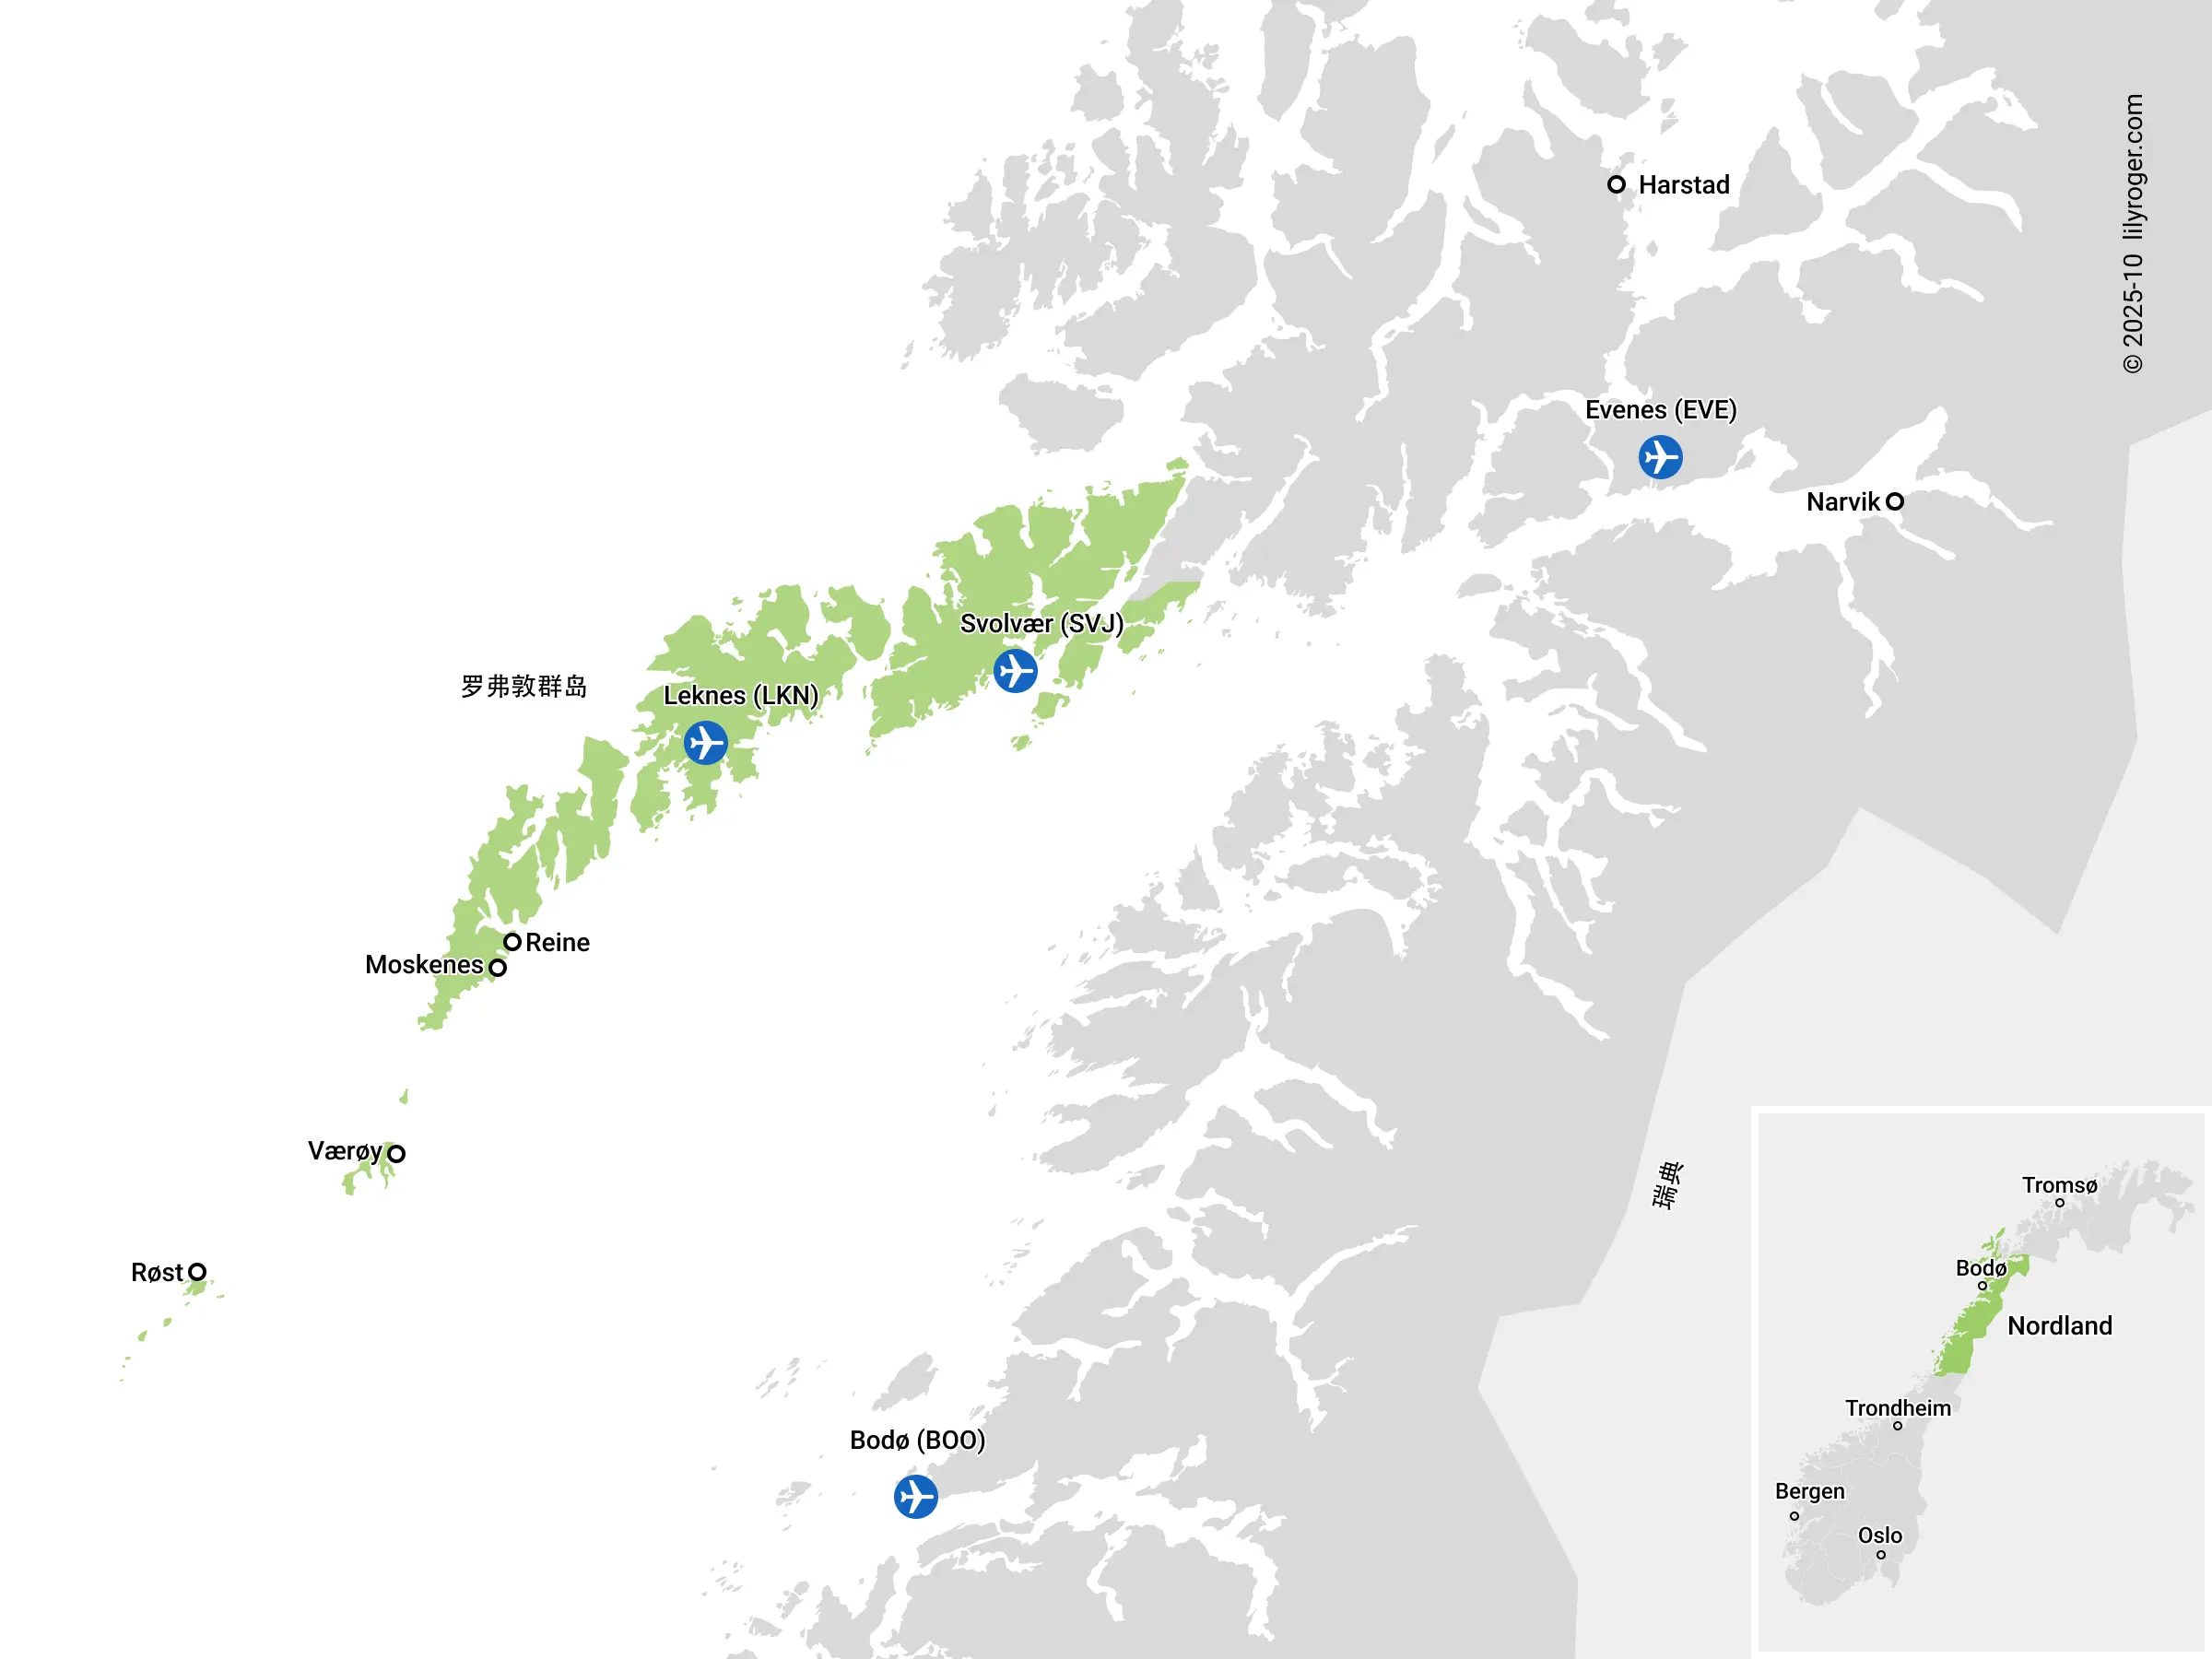 © 2025-10 lilyroger.com
Harstad
Evenes (EVE)
Narvik
Svolvær (SVJ)
罗弗敦群岛
Leknes (LKN)
Reine
Moskenes
Værøy
瑞典
Røst
Bodø (BOO)
Tromsø
Bodø
Nordland
Trondheim
Bergen
Oslo